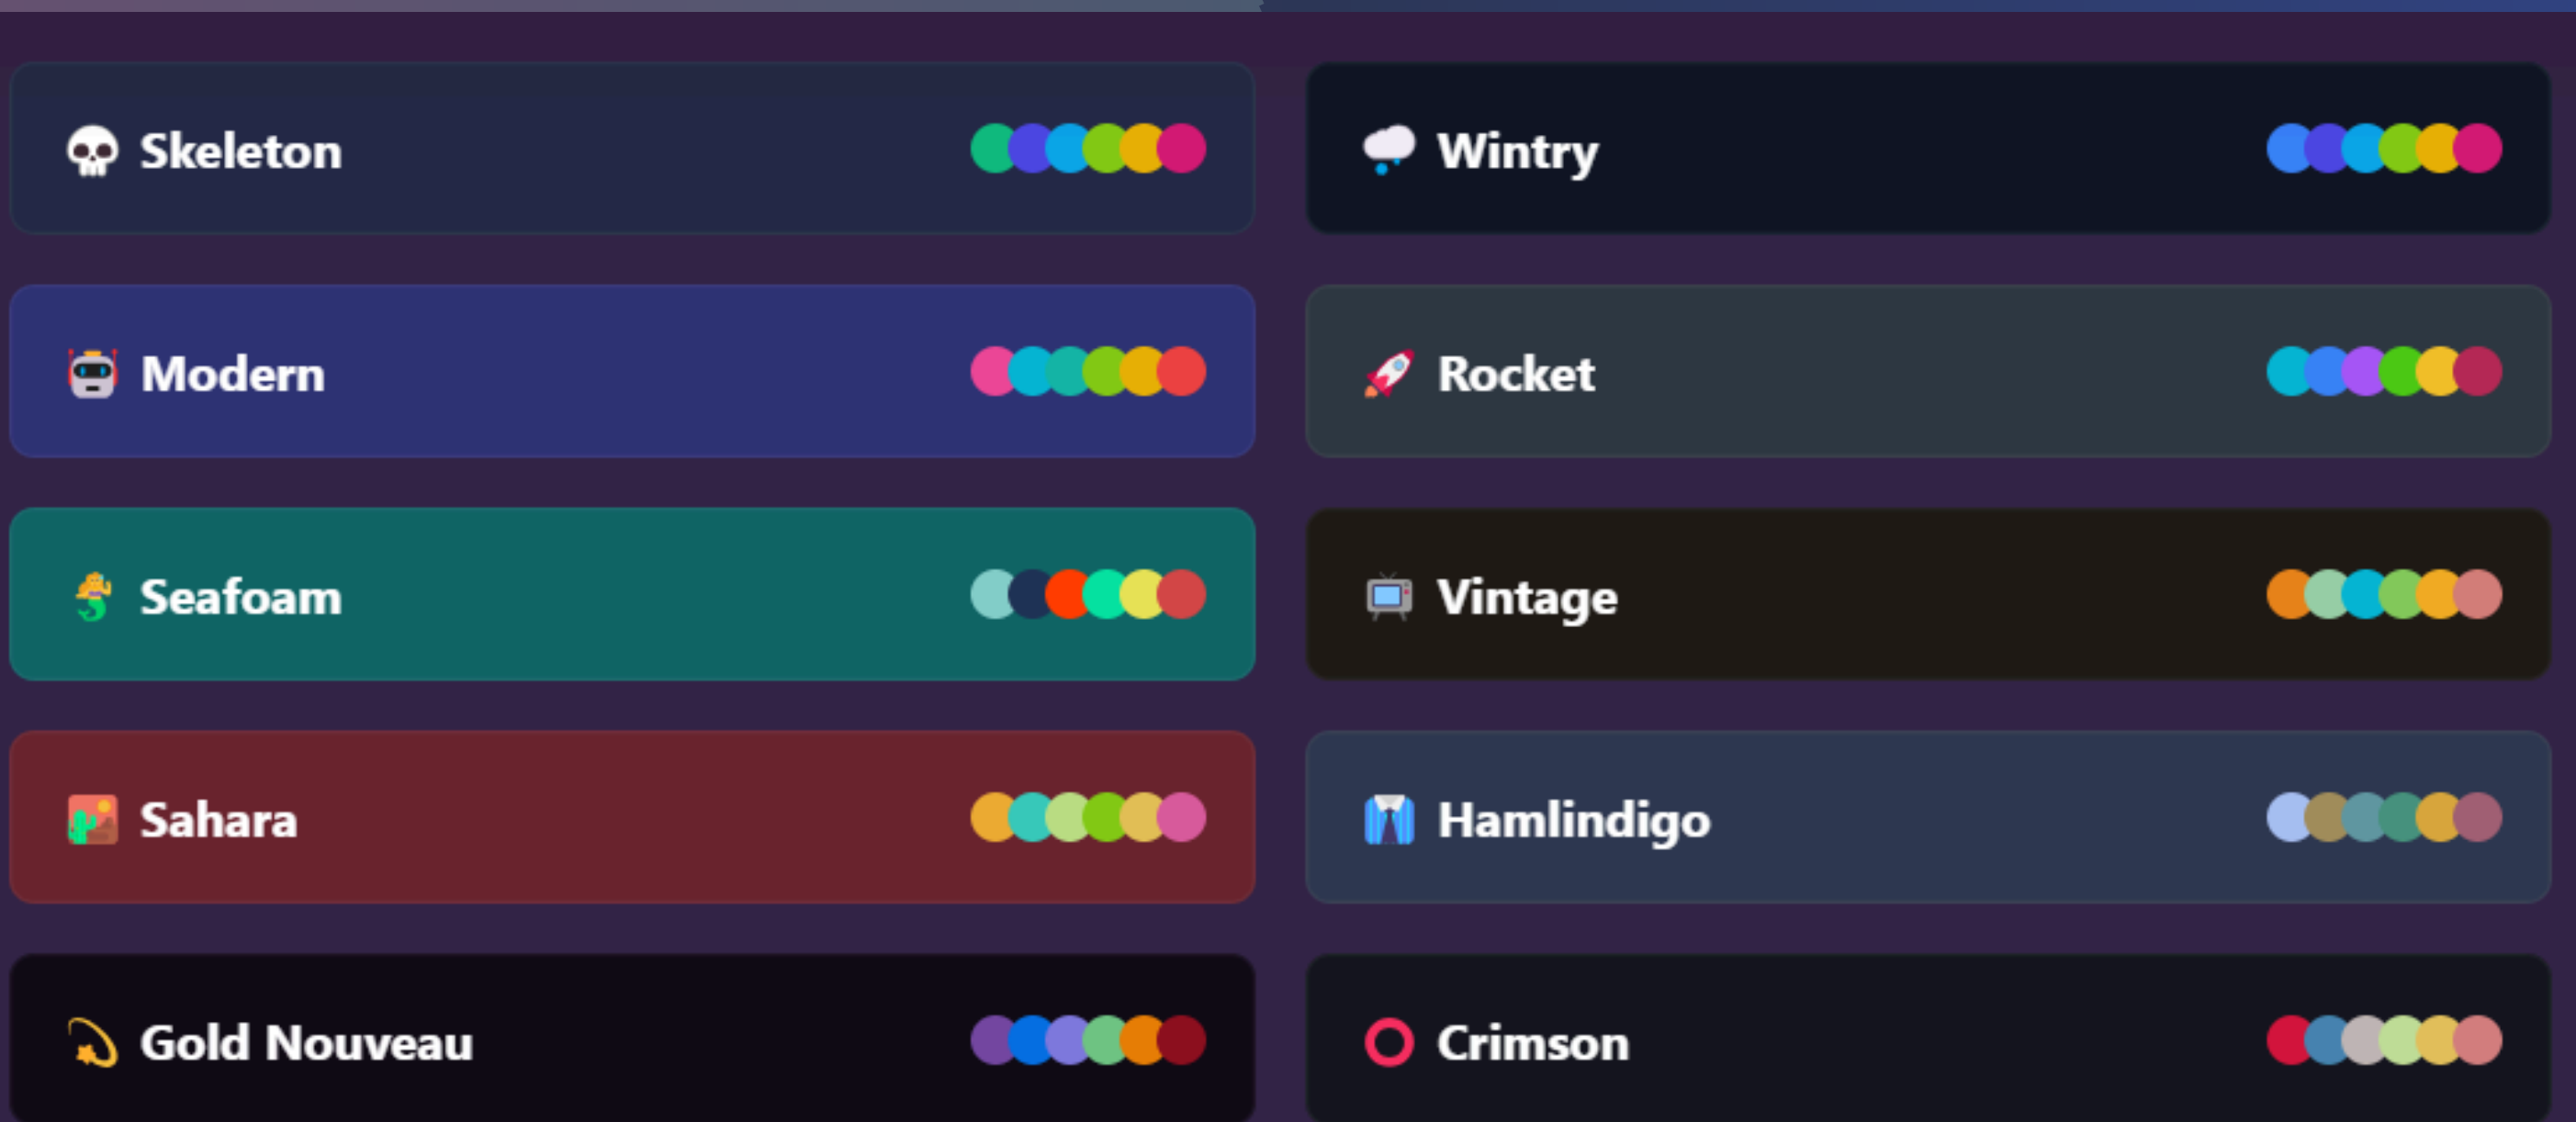 Skeleton
Wintry
Modern
Rocket
Seafoam
Vintage
Sahara
Hamlindigo
Gold Nouveau
Crimson